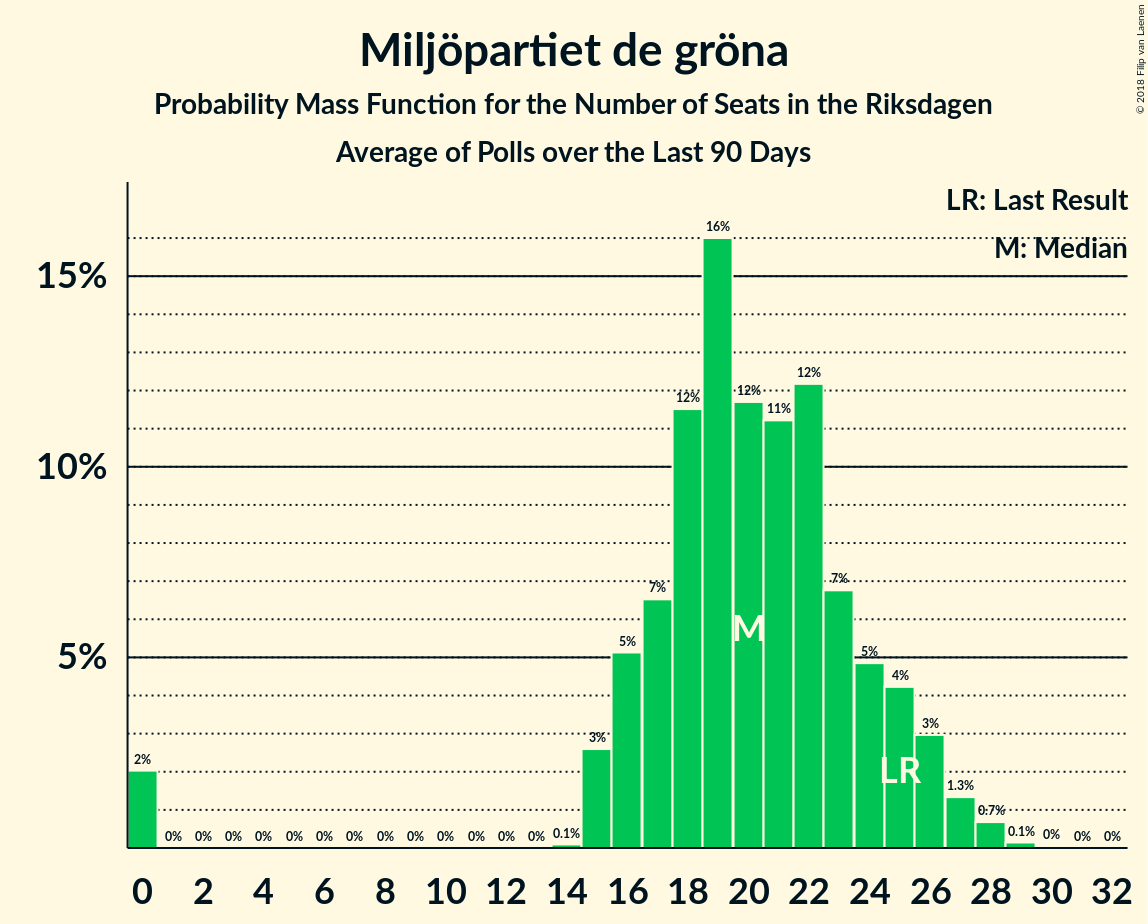 Miljöpartiet de gröna
Probability Mass Function for the Number of Seats in the Riksdagen
Average of Polls over the Last 90 Days
© 2018 Filip van Laenen
LR: Last Result
M: Median
15%
10%
5%
2% 0% 0% 0% 0% 0% 0% 0% 0% 0% 0% 0% 0% 0% 0.1% 3% 5% 7% 12% 16% 12% 11% 12% 7% 5% 4% 3% 1.3% 0.7% 0.1% 0% 0% 0%
M
LR
0 2 4 6 8 10 12 14 16 18 20 22 24 26 28 30 32